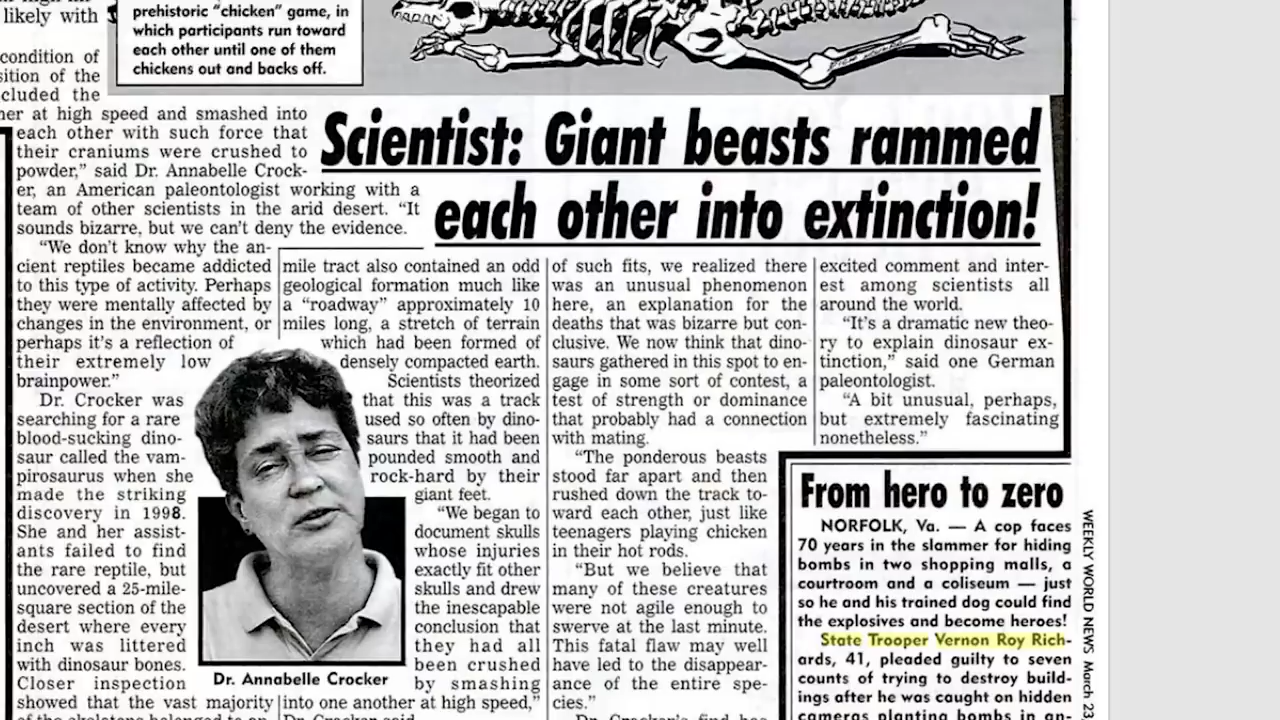 likely with
condition of
sition of the
cluded the
er at high speed and smashed into
each other with such force that
their craniums were crushed to
powder,” said Dr. Annabelle Crock-
er, an American paleontologist working with a
team of other scientists in the arid desert. “It
sounds bizarre, but we can’t deny the evidence.
“We don’t know why the an-
cient reptiles became addicted
to this type of activity. Perhaps
they were mentally affected by
changes in the environment, or
perhaps it’s a reflection of
their extremely low
brainpower.”
Dr. Crocker was
searching for a rare
blood-sucking dino-
saur called the vam-
pirosaurus when she
made the striking
discovery in 1998.
She and her assist-
ants failed to find
the rare reptile, but
uncovered a 25-mile-
square section of the
desert where every
inch was littered
with dinosaur bones.
Closer inspection
showed that the vast majority
prehistoric “chicken” game, in
which participants run toward
each other until one of them
chickens out and backs off.
Scientist: Giant beasts rammed
each other into extinction!
mile tract also contained an odd
geological formation much like
a “roadway” approximately 10
miles long, a stretch of terrain
which had been formed of
densely compacted earth.
Scientists theorized
that this was a track
used so often by dino-
saurs that it had been
pounded smooth and
rock-hard by their
giant feet.
“We began to
document skulls
whose injuries
exactly fit other
skulls and drew
the inescapable
conclusion that
they had all
been crushed
by smashing
into one another at high speed,”
Dr. Crocker said
Dr. Annabelle Crocker
of such fits, we realized there
was an unusual phenomenon
here, an explanation for the
deaths that was bizarre but con-
clusive. We now think that dino-
saurs gathered in this spot to en-
gage in some sort of contest, a
test of strength or dominance
that probably had a connection
with mating.
“The ponderous beasts
stood far apart and then
rushed down the track to-
ward each other, just like
teenagers playing chicken
in their hot rods.
“But we believe that
many of these creatures
were not agile enough to
swerve at the last minute.
This fatal flaw may well
have led to the disappear-
ance of the entire spe-
cies.”
Dr. Crocker’s find has
excited comment and inter-
est among scientists all
around the world.
“It’s a dramatic new theo-
ry to explain dinosaur ex-
tinction,” said one German
paleontologist.
“A bit unusual, perhaps,
but extremely fascinating
nonetheless.”
From hero to zero
NORFOLK, Va. — A cop faces
70 years in the slammer for hiding
bombs in two shopping malls, a
courtroom and a coliseum — just
so he and his trained dog could find
the explosives and become heroes!
State Trooper Vernon Roy Rich-
ards, 41, pleaded guilty to seven
counts of trying to destroy build-
ings after he was caught on hidden
cameras planting bombs in an-
WEEKLY WORLD NEWS March 23,